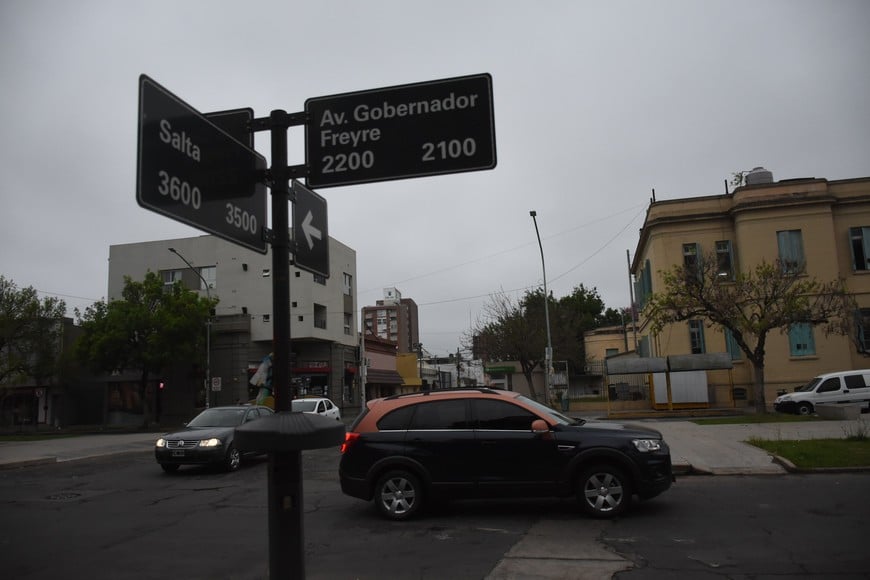 Salta
3600 3500
Av. Gobernador
Freyre
2200 2100